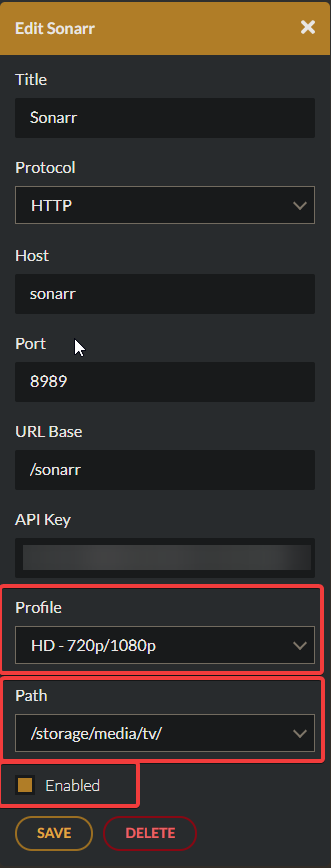 Edit Sonarr
Title
Sonarr
Protocol
HTTP
Host
sonarr
Port
8989
URL Base
/sonarr
API Key
Profile
HD - 720p/1080p
Path
/storage/media/tv/
Enabled
SAVE DELETE